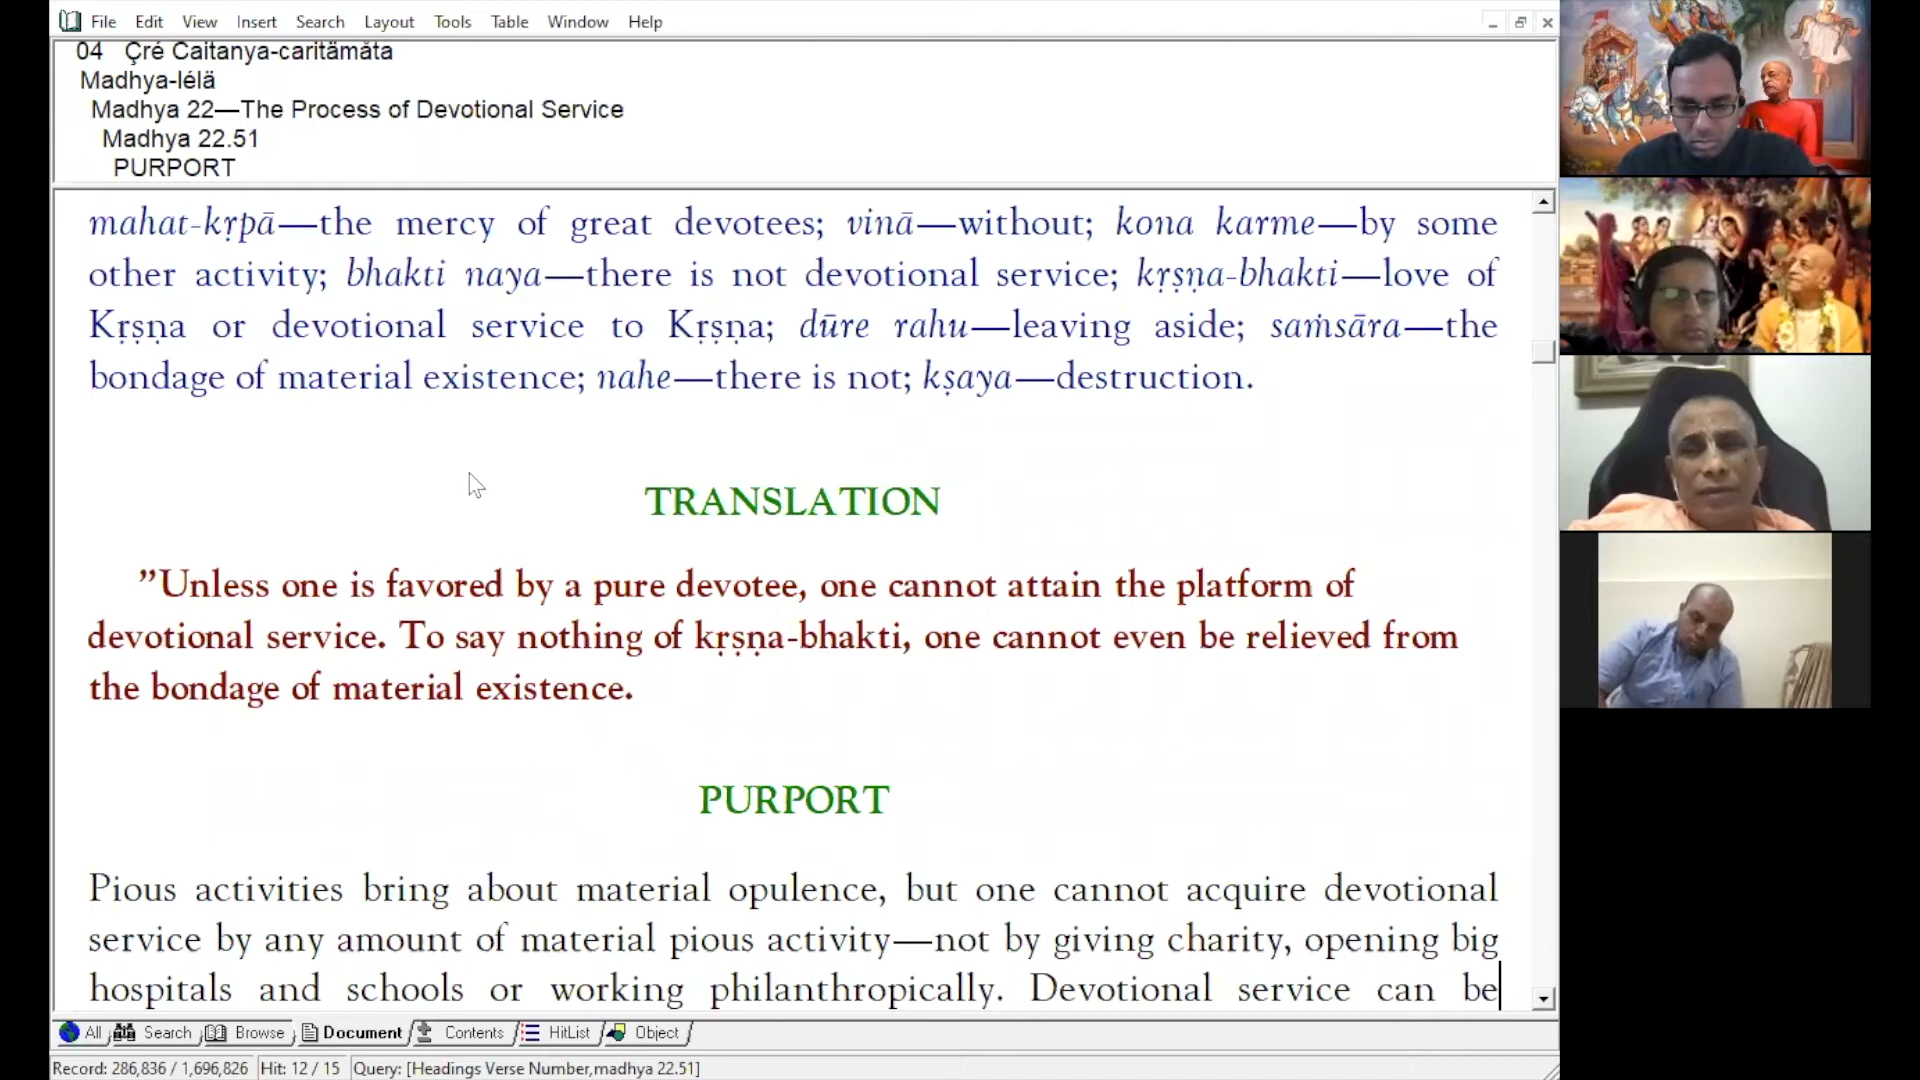 File Edit View Insert Search Layout Tools Table Window Help
04 Çré Caitanya-caritämåta
Madhya-lélä
Madhya 22—The Process of Devotional Service
Madhya 22.51
PURPORT
mahat-kṛpā—the mercy of great devotees; vinā—without; kona karme—by some
other activity; bhakti naya—there is not devotional service; kṛṣṇa-bhakti—love of
Kṛṣṇa or devotional service to Kṛṣṇa; dūre rahu—leaving aside; saṁsāra—the
bondage of material existence; nahe—there is not; kṣaya—destruction.
TRANSLATION
”Unless one is favored by a pure devotee, one cannot attain the platform of
devotional service. To say nothing of kṛṣṇa-bhakti, one cannot even be relieved from
the bondage of material existence.
PURPORT
Pious activities bring about material opulence, but one cannot acquire devotional
service by any amount of material pious activity—not by giving charity, opening big
hospitals and schools or working philanthropically. Devotional service can be
All Search Browse Document Contents HitList Object
Record: 286,836 / 1,696,826 Hit: 12 / 15 Query: [Headings Verse Number,madhya 22.51]